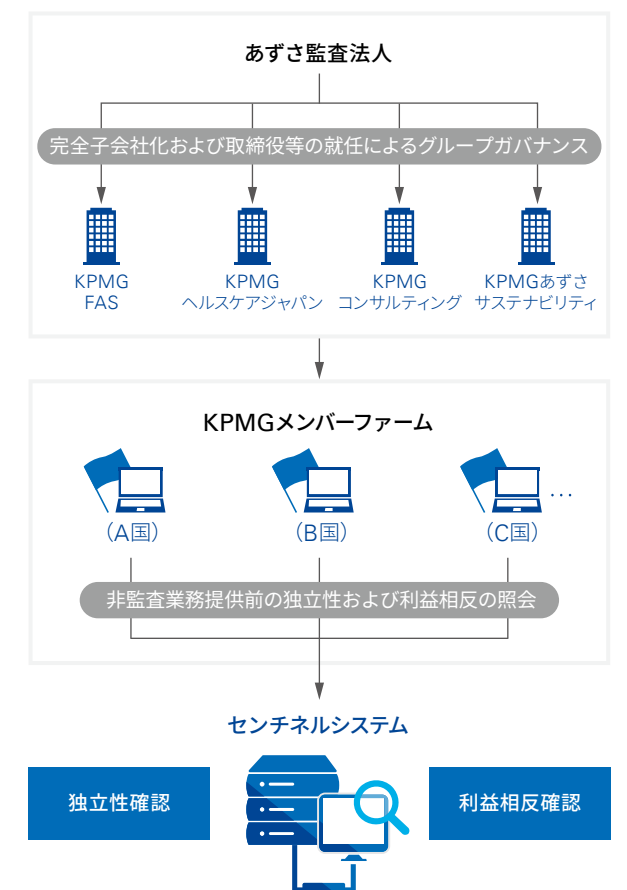 あずさ監査法人
完全子会社化および取締役等の就任によるグループガバナンス
KPMG
FAS
KPMG
ヘルスケアジャパン
KPMG
コンサルティング
KPMGあずさ
サステナビリティ
KPMGメンバーファーム
(A国)
(B国)
(C国)
…
非監査業務提供前の独立性および利益相反の照会
センチネルシステム
独立性確認
利益相反確認